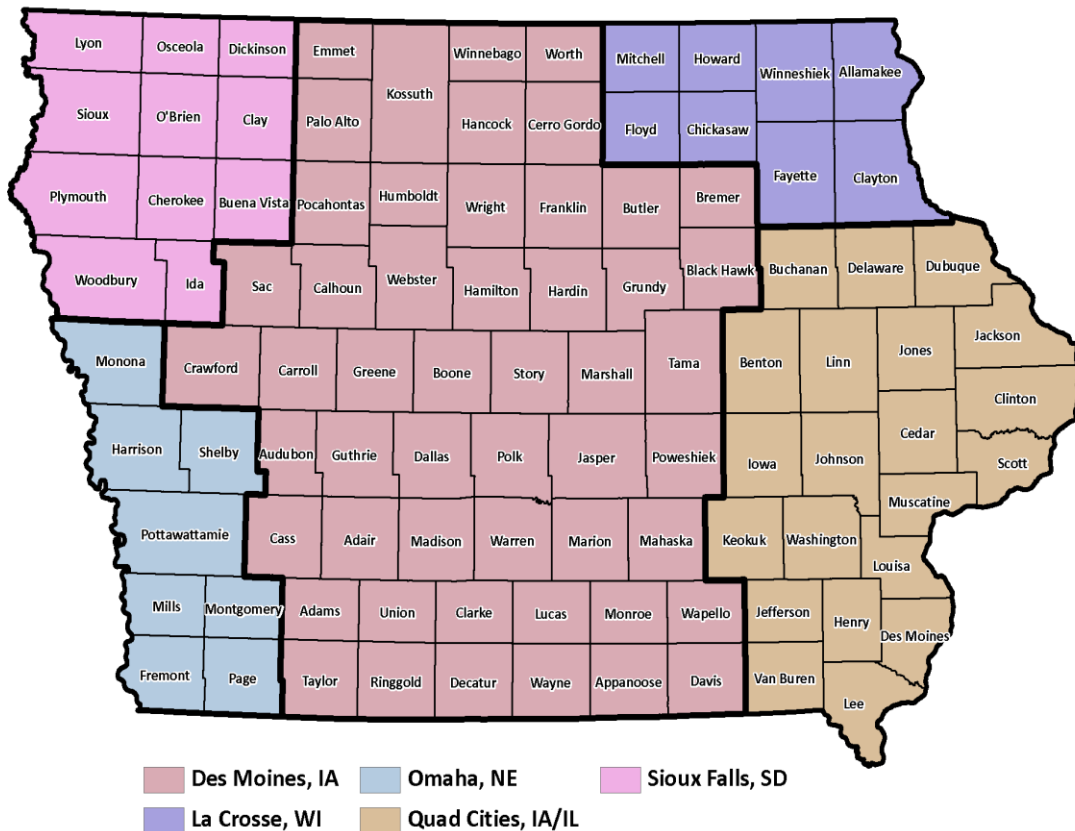 Lyon
Osceola
Dickinson
Emmet
Winnebago
Worth
Mitchell
Howard
Winneshiek
Allamakee
Kossuth
Sioux
O'Brien
Clay
Palo Alto
Hancock
Cerro Gordo
Floyd
Chickasaw
Plymouth
Cherokee
Buena Vista
Pocahontas
Humboldt
Wright
Franklin
Butler
Bremer
Fayette
Clayton
Woodbury
Ida
Sac
Calhoun
Webster
Hamilton
Hardin
Grundy
Black Hawk
Buchanan
Delaware
Dubuque
Monona
Crawford
Carroll
Greene
Boone
Story
Marshall
Tama
Benton
Linn
Jones
Jackson
Clinton
Harrison
Shelby
Audubon
Guthrie
Dallas
Polk
Jasper
Poweshiek
Iowa
Johnson
Cedar
Scott
Muscatine
Pottawattamie
Cass
Adair
Madison
Warren
Marion
Mahaska
Keokuk
Washington
Louisa
Mills
Montgomery
Adams
Union
Clarke
Lucas
Monroe
Wapello
Jefferson
Henry
Des Moines
Fremont
Page
Taylor
Ringgold
Decatur
Wayne
Appanoose
Davis
Van Buren
Lee
Des Moines, IA
Omaha, NE
Sioux Falls, SD
La Crosse, WI
Quad Cities, IA/IL